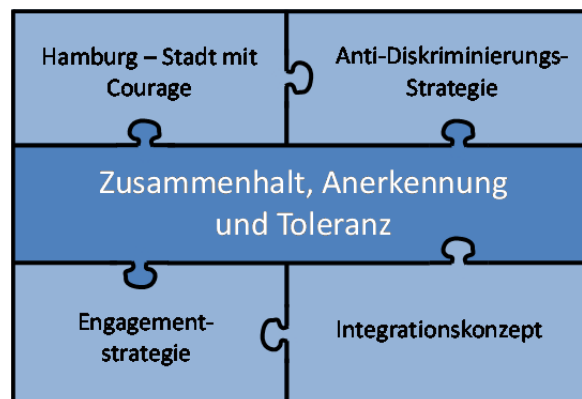 Hamburg – Stadt mit
Courage
Anti-Diskriminierungs-
Strategie
Zusammenhalt, Anerkennung
und Toleranz
Engagement-
strategie
Integrationskonzept